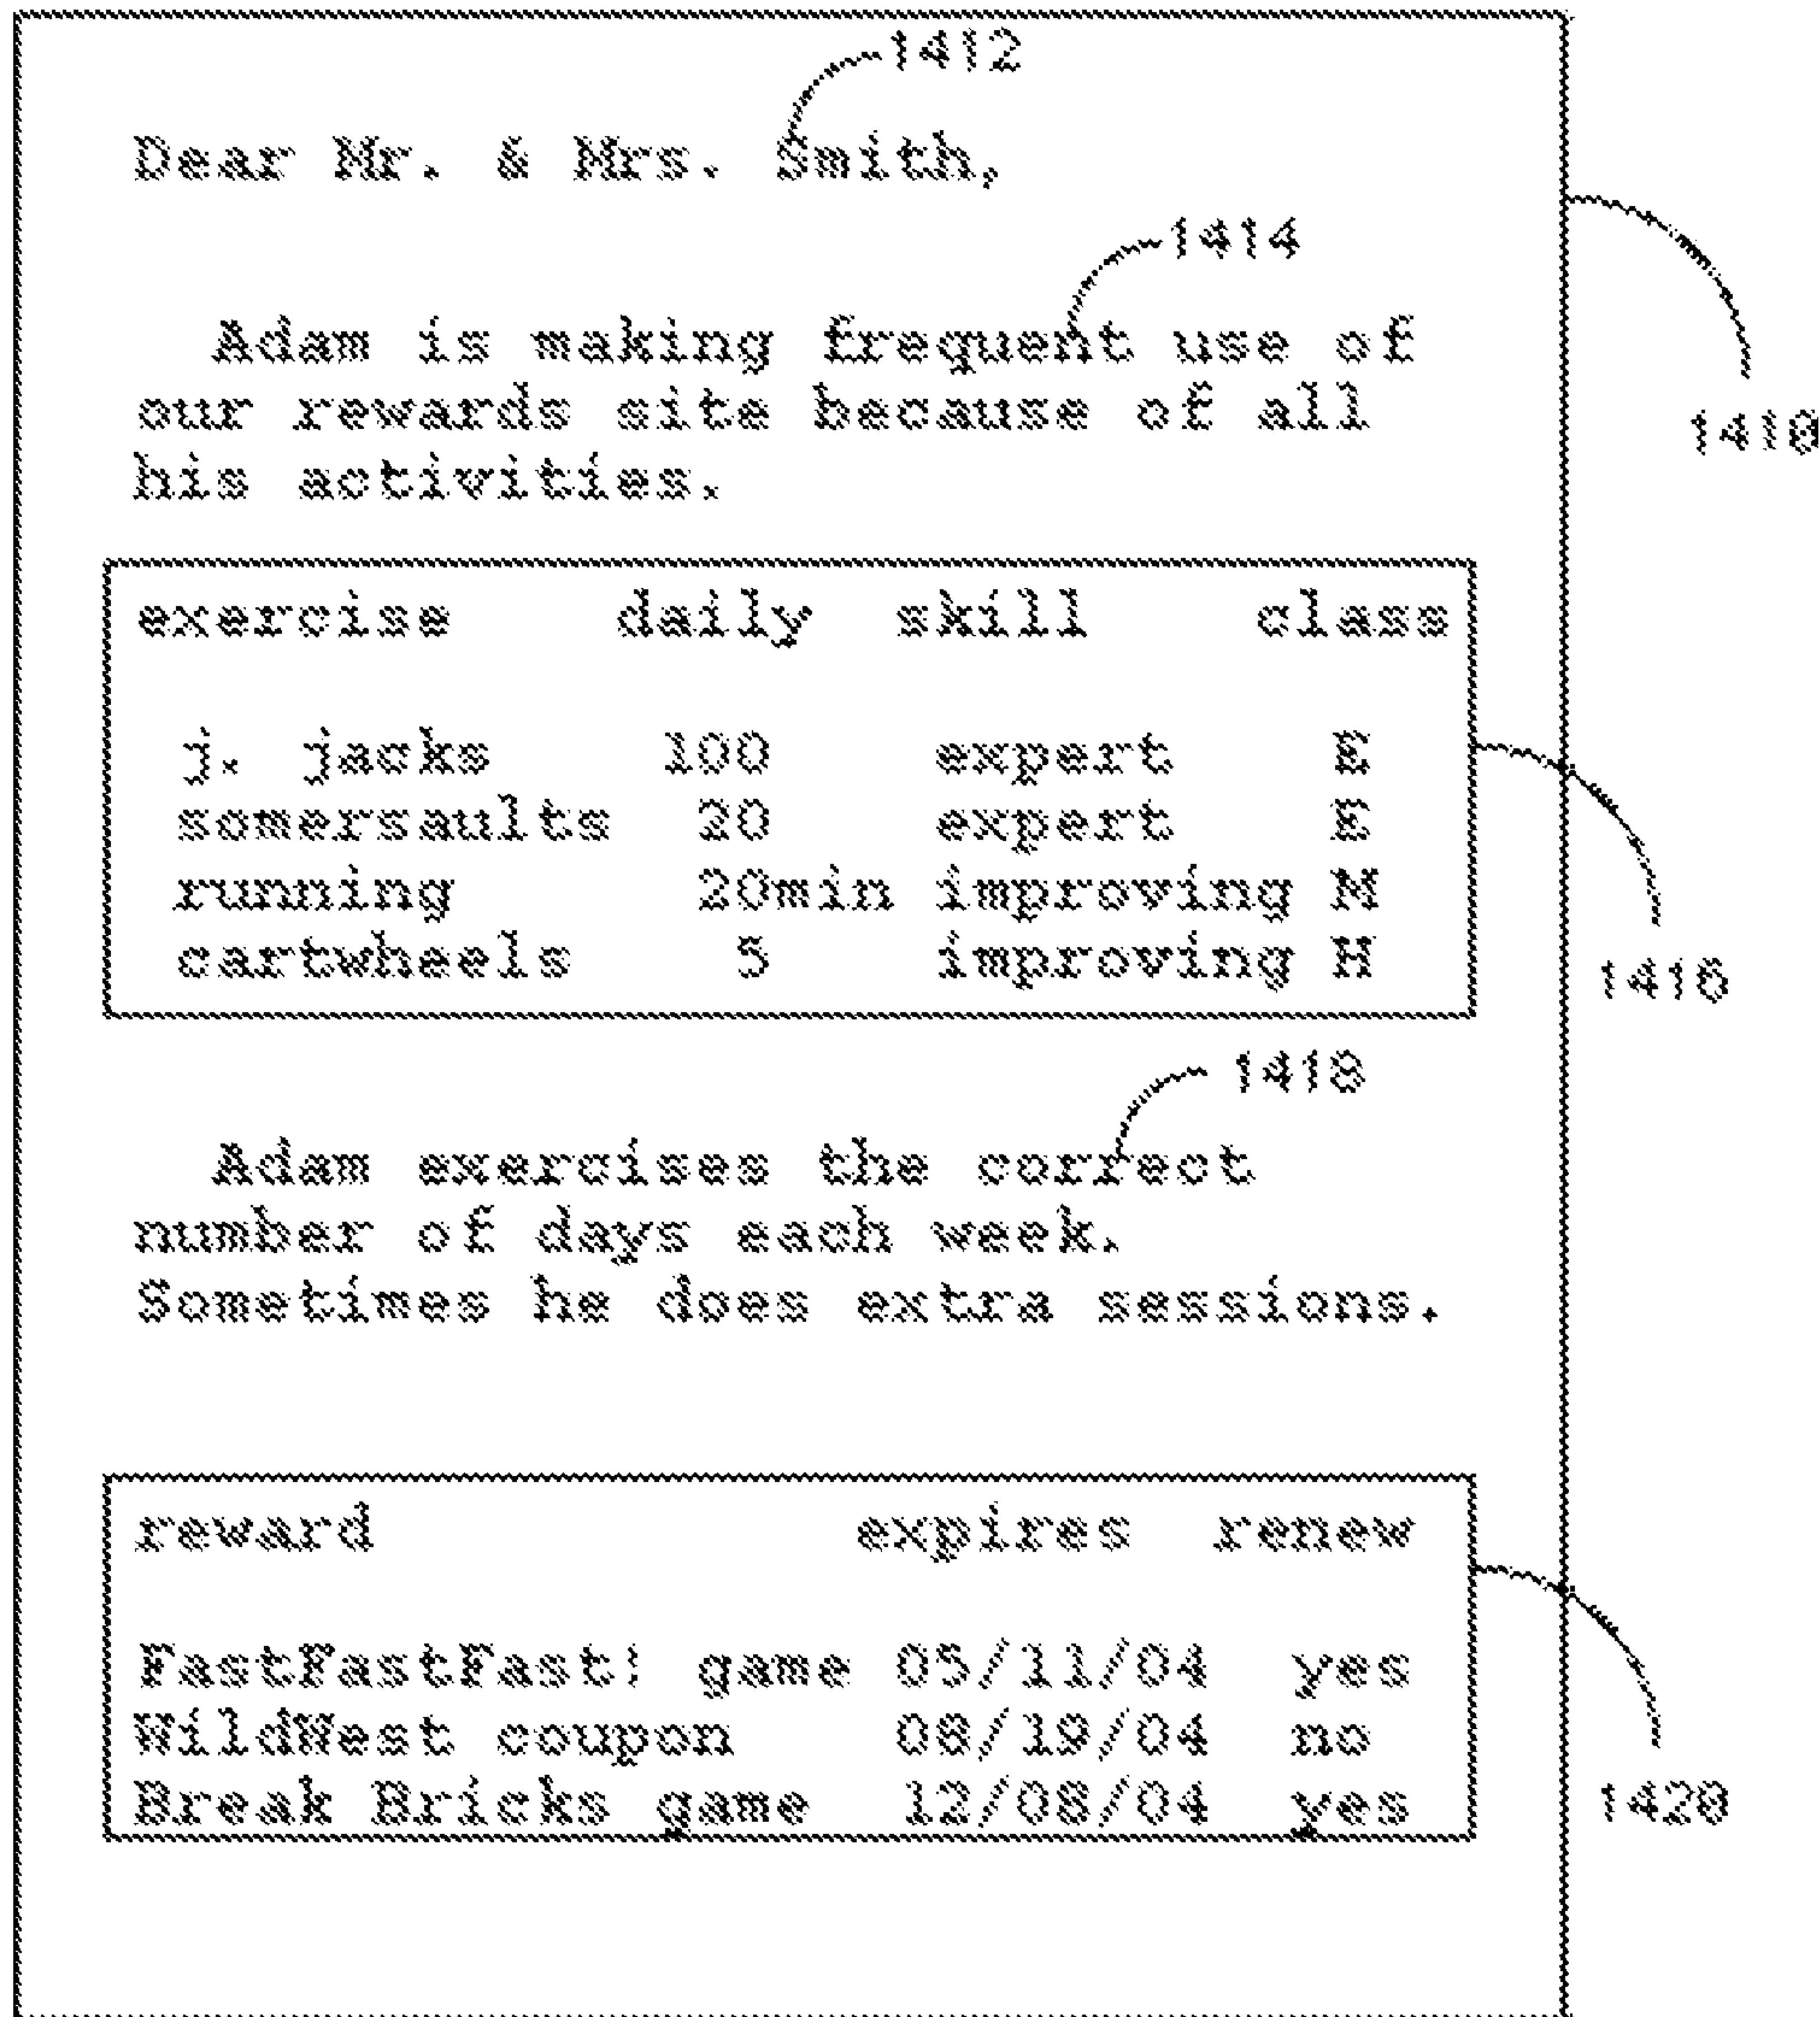 1412
Dear Mr. & Mrs. Smith,
1414
Adam is making frequent use of
our rewards site because of all
his activities.
1410
exercise daily skill class
j. jacks 100 expert E
somersaults 20 expert E
running 20min improving M
cartwheels 5 improving H
1416
1418
Adam exercises the correct
number of days each week.
Sometimes he does extra sessions.
reward expires renew
FastFastFast! game 05/11/04 yes
WildWest coupon 08/19/04 no
Break Bricks game 12/08/04 yes
1420